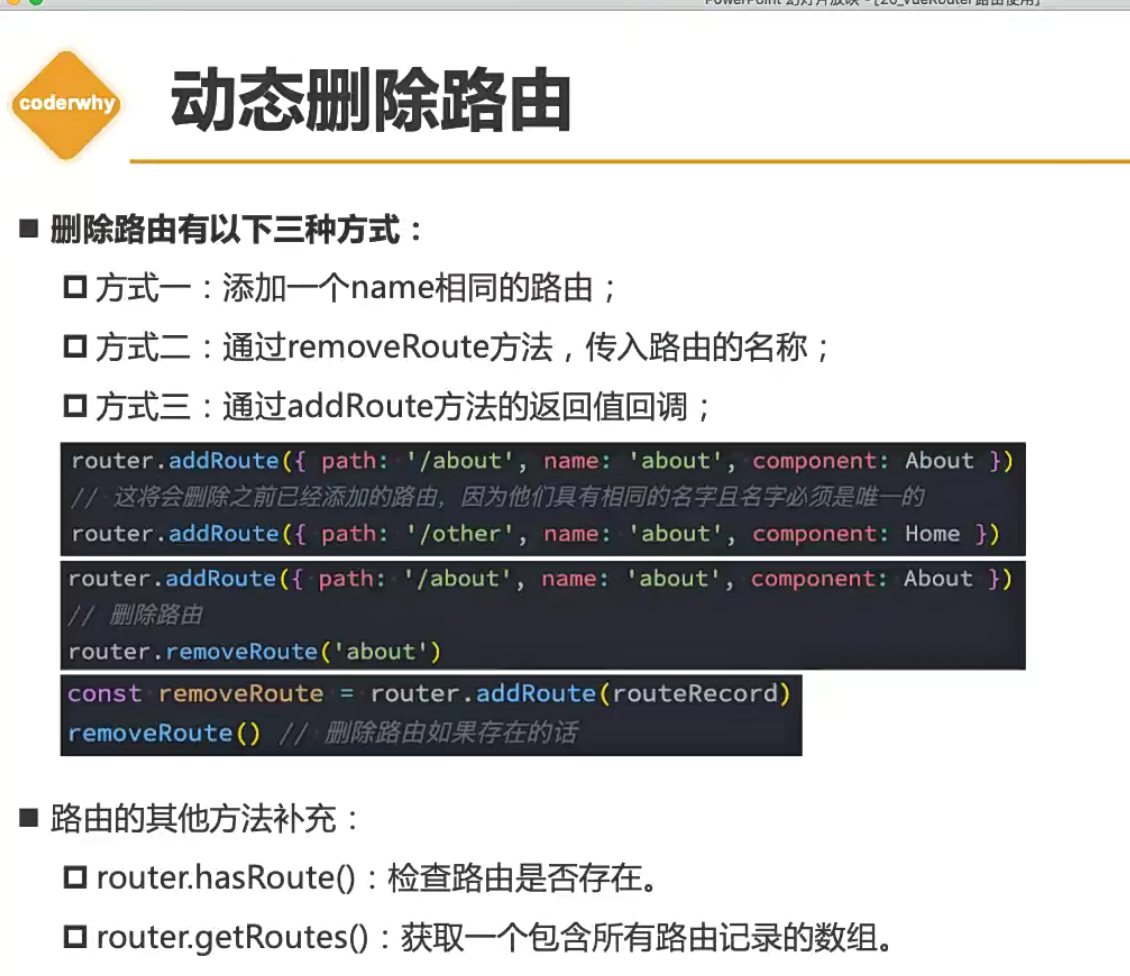 PowerPoint 幻灯片放映 - [20_VueRouter路由使用]
coderwhy
动态删除路由
■ 删除路由有以下三种方式：
方式一：添加一个name相同的路由；
方式二：通过removeRoute方法，传入路由的名称；
方式三：通过addRoute方法的返回值回调；
router.addRoute({ path: '/about', name: 'about', component: About })
// 这将会删除之前已经添加的路由，因为他们具有相同的名字且名字必须是唯一的
router.addRoute({ path: '/other', name: 'about', component: Home })
router.addRoute({ path: '/about', name: 'about', component: About })
// 删除路由
router.removeRoute('about')
const removeRoute = router.addRoute(routeRecord)
removeRoute() // 删除路由如果存在的话
■ 路由的其他方法补充：
router.hasRoute()：检查路由是否存在。
router.getRoutes()：获取一个包含所有路由记录的数组。